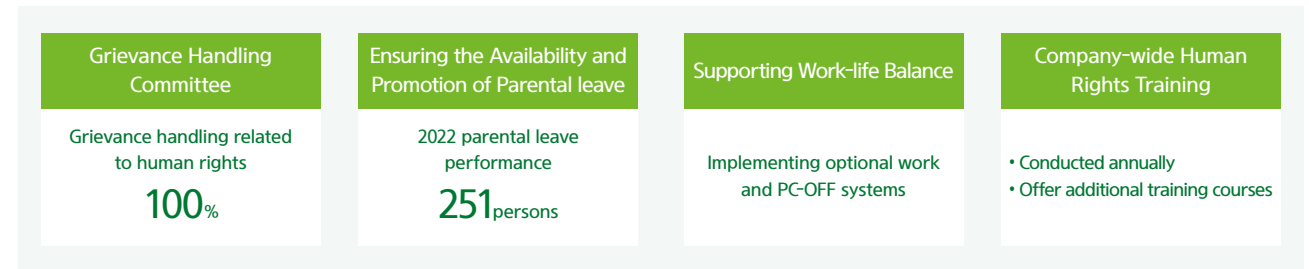 Grievance Handling
Committee
Grievance handling related
to human rights
100%
Ensuring the Availability and
Promotion of Parental leave
2022 parental leave
performance
251persons
Supporting Work-life Balance
Implementing optional work
and PC-OFF systems
Company-wide Human
Rights Training
• Conducted annually
• Offer additional training courses